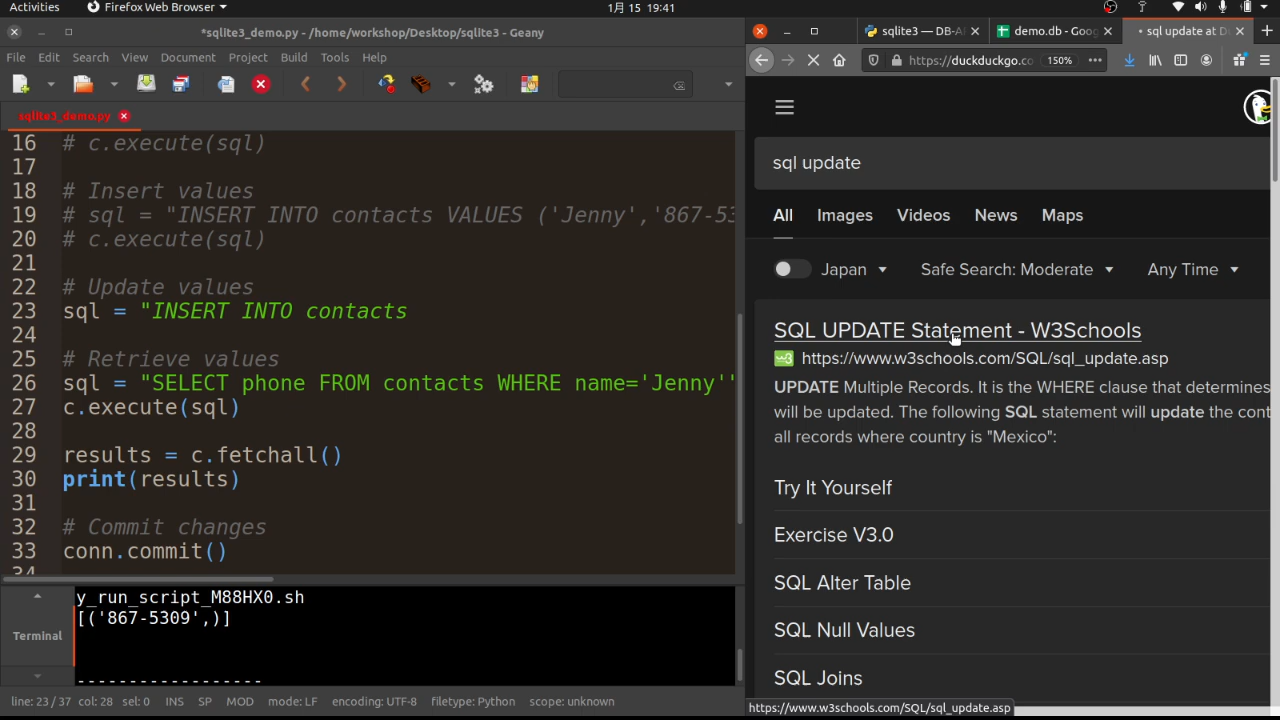 Activities
Firefox Web Browser
1月 15 19:41
*sqlite3_demo.py - /home/workshop/Desktop/sqlite3 - Geany
File Edit Search View Document Project Build Tools Help
sqlite3_demo.py
16 # c.execute(sql)
17
18 # Insert values
19 # sql = "INSERT INTO contacts VALUES ('Jenny','867-53
20 # c.execute(sql)
21
22 # Update values
23 sql = "INSERT INTO contacts
24
25 # Retrieve values
26 sql = "SELECT phone FROM contacts WHERE name='Jenny'"
27 c.execute(sql)
28
29 results = c.fetchall()
30 print(results)
31
32 # Commit changes
33 conn.commit()
34
Terminal
y_run_script_M88HX0.sh
[('867-5309',)]
------------------
line: 23 / 37 col: 28 sel: 0 INS SP MOD mode: LF encoding: UTF-8 filetype: Python scope: unknown
sqlite3 — DB-A
demo.db - Goog
sql update at D
https://duckduckgo.co 150%
sql update
All Images Videos News Maps
Japan Safe Search: Moderate Any Time
SQL UPDATE Statement - W3Schools
https://www.w3schools.com/SQL/sql_update.asp
UPDATE Multiple Records. It is the WHERE clause that determines
will be updated. The following SQL statement will update the cont
all records where country is "Mexico":
Try It Yourself
Exercise V3.0
SQL Alter Table
SQL Null Values
SQL Joins
https://www.w3schools.com/SQL/sql_update.asp